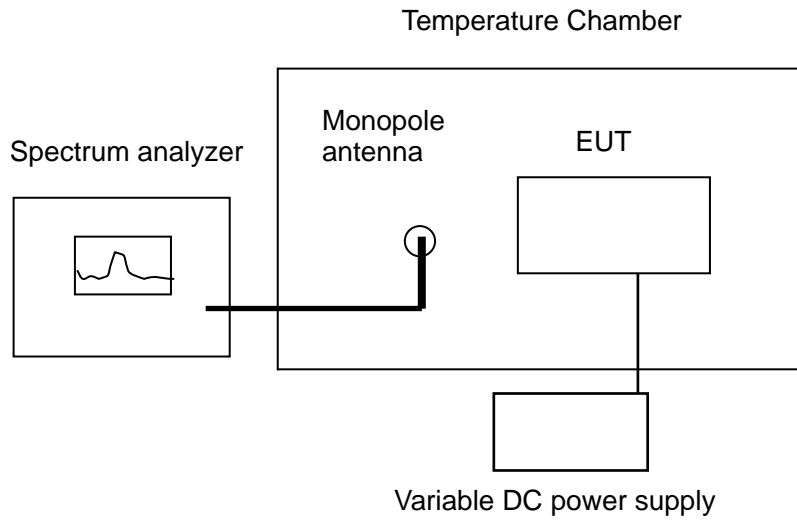 Temperature Chamber
Monopole
antenna
EUT
Spectrum analyzer
Variable DC power supply